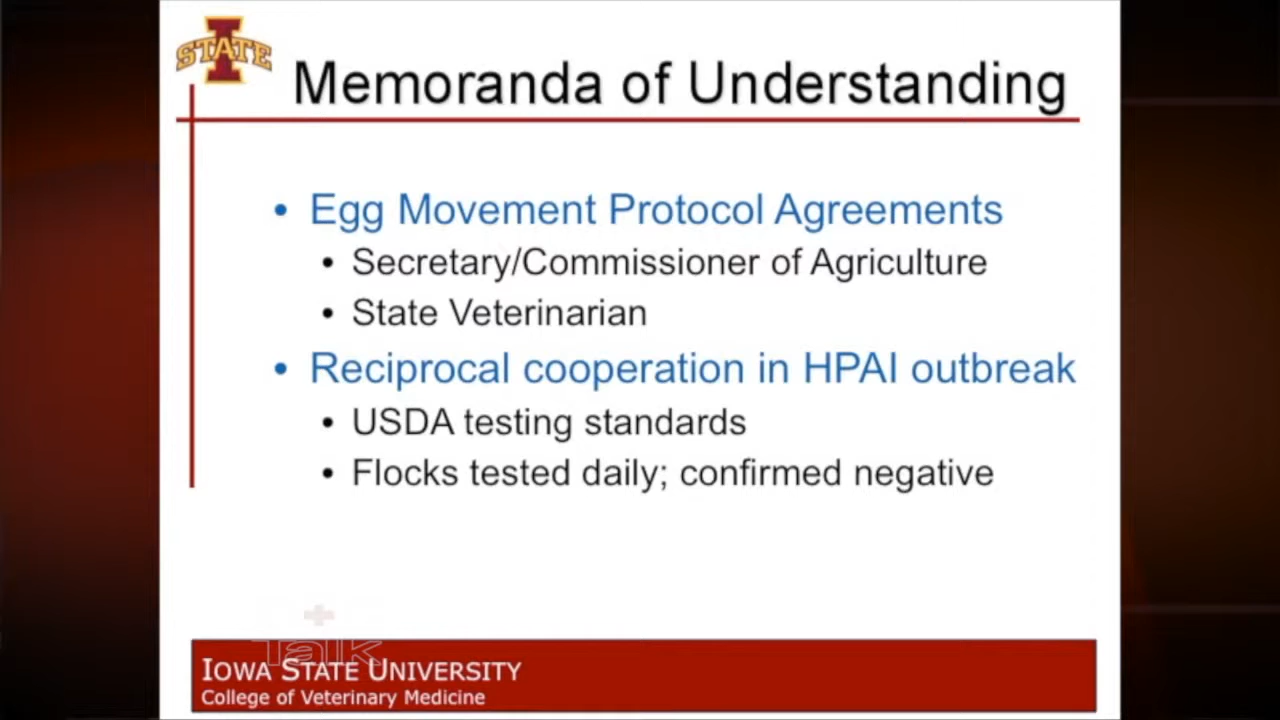 STATE
Memoranda of Understanding
• Egg Movement Protocol Agreements
• Secretary/Commissioner of Agriculture
• State Veterinarian
• Reciprocal cooperation in HPAI outbreak
• USDA testing standards
• Flocks tested daily; confirmed negative
Talk
IOWA STATE UNIVERSITY
College of Veterinary Medicine